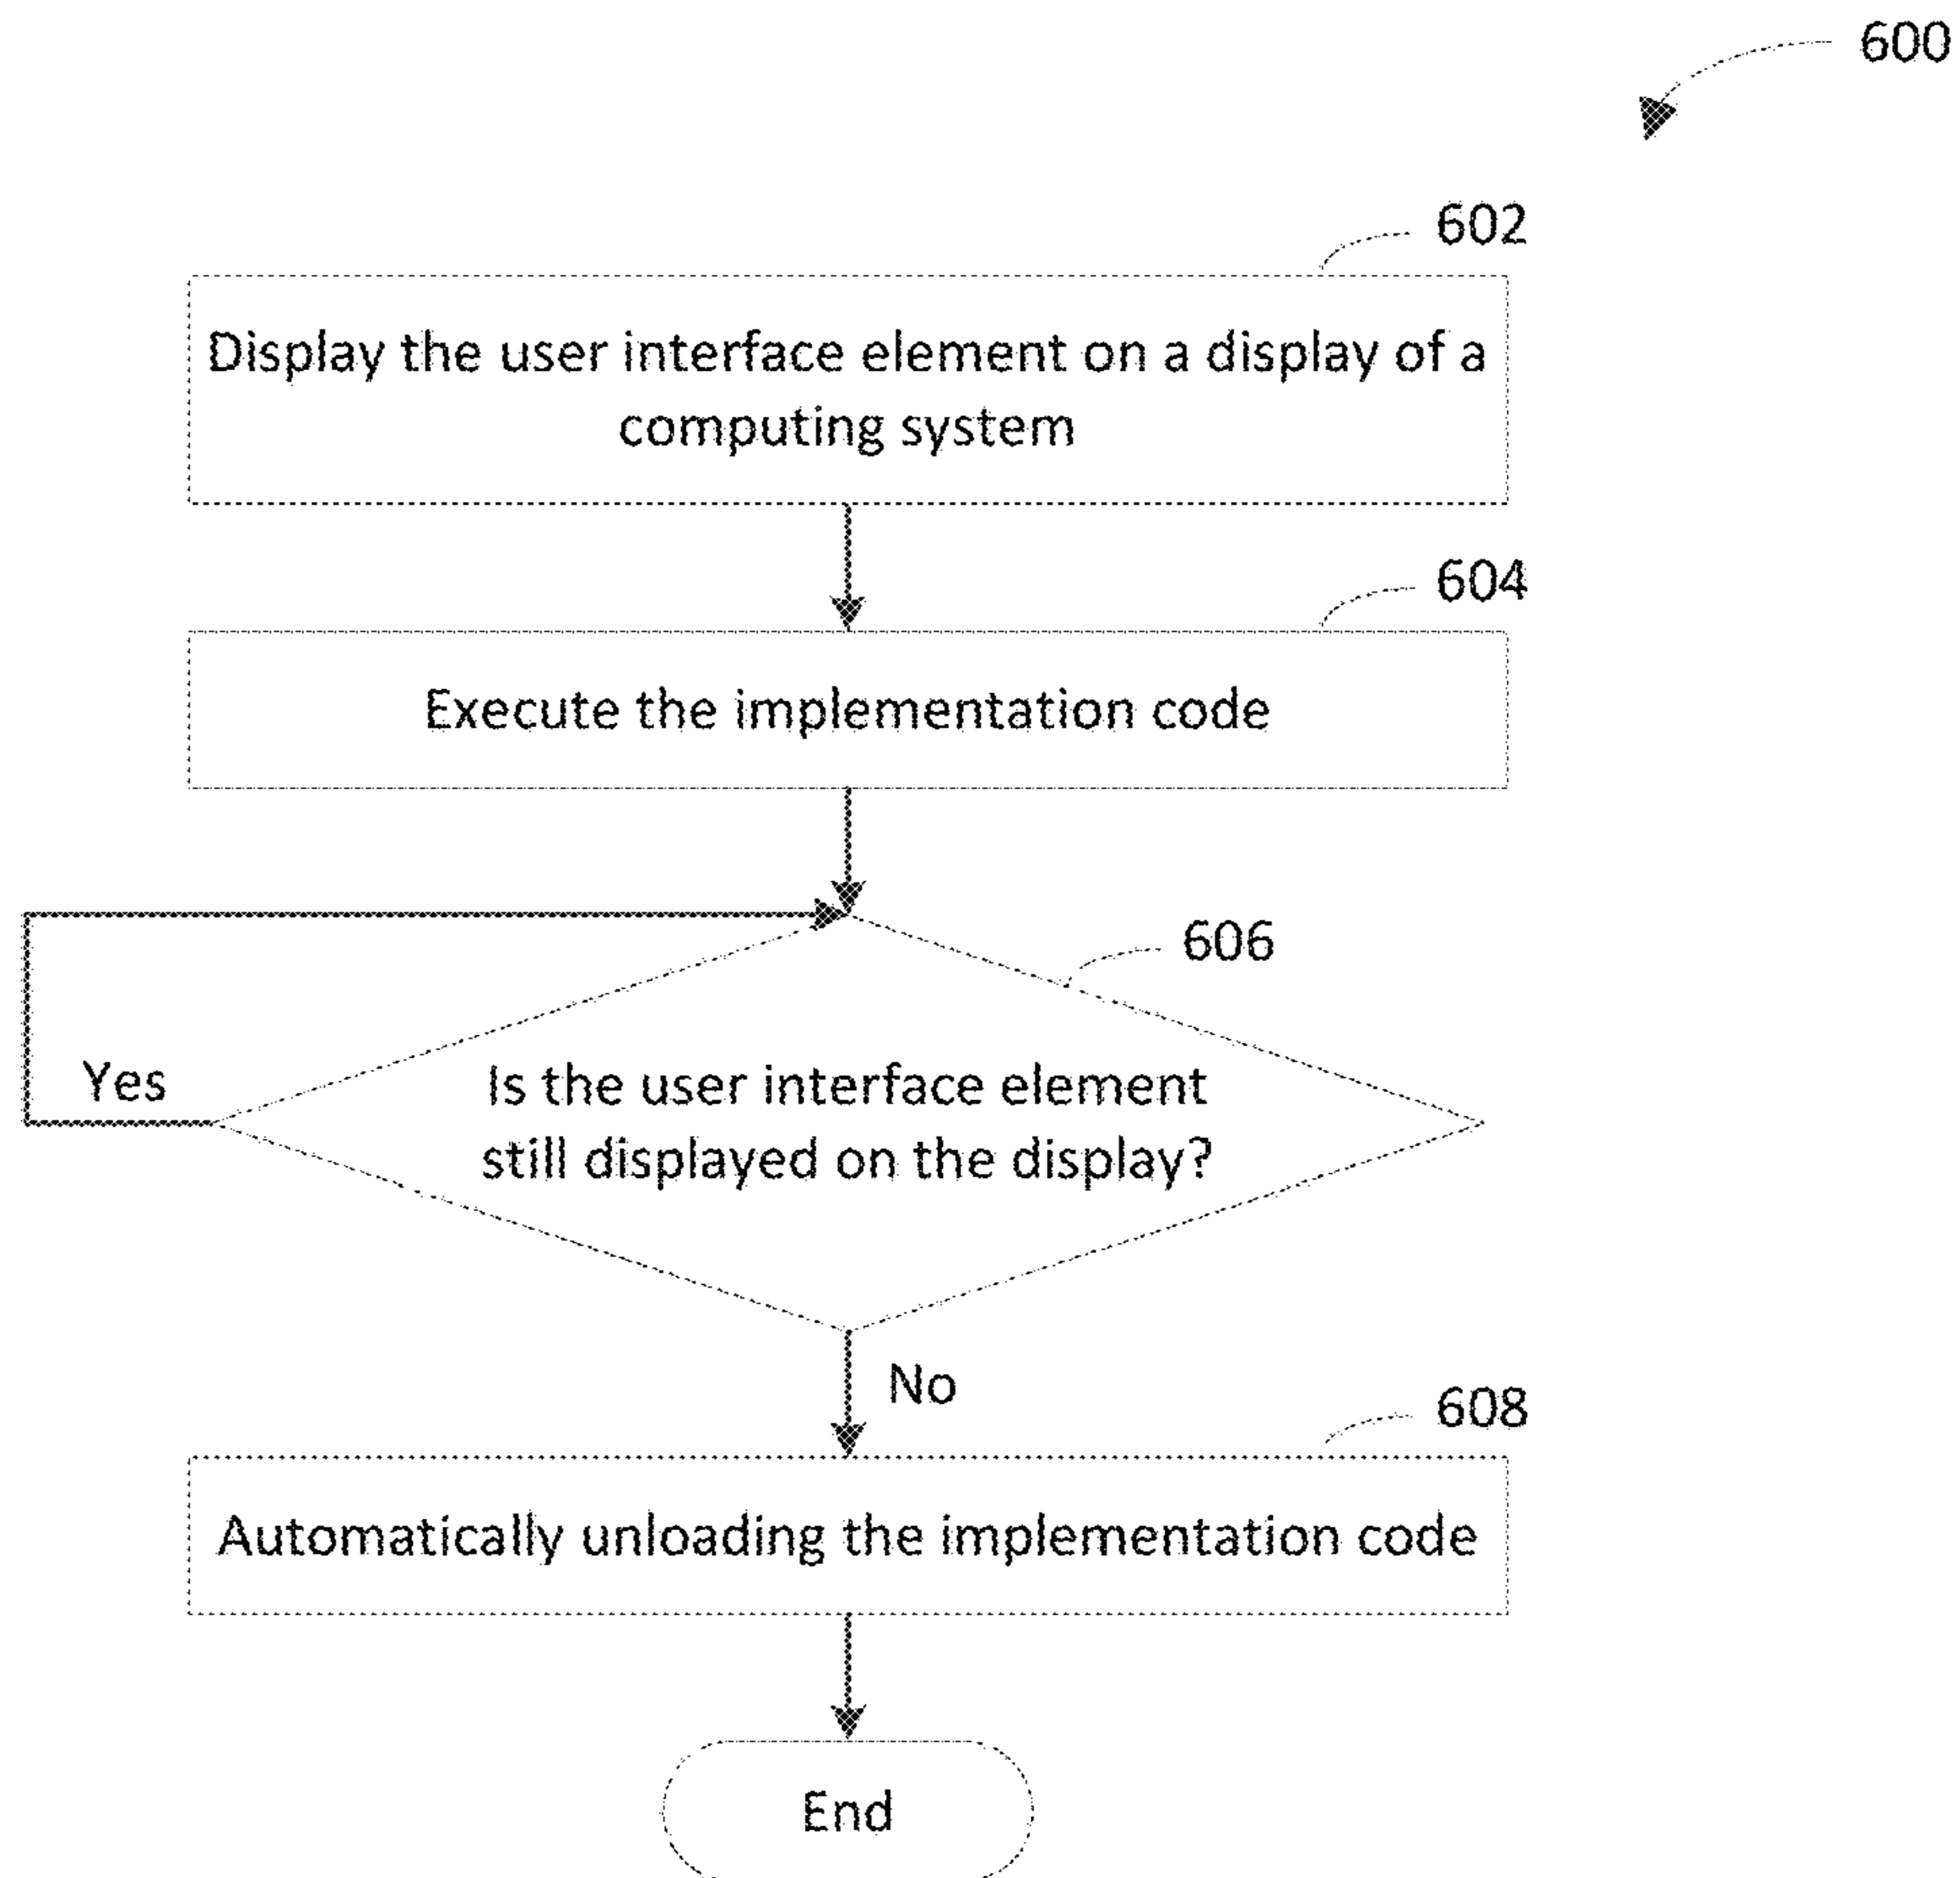 600
602
Display the user interface element on a display of a
computing system
604
Execute the implementation code
606
Yes
Is the user interface element
still displayed on the display?
No
608
Automatically unloading the implementation code
End